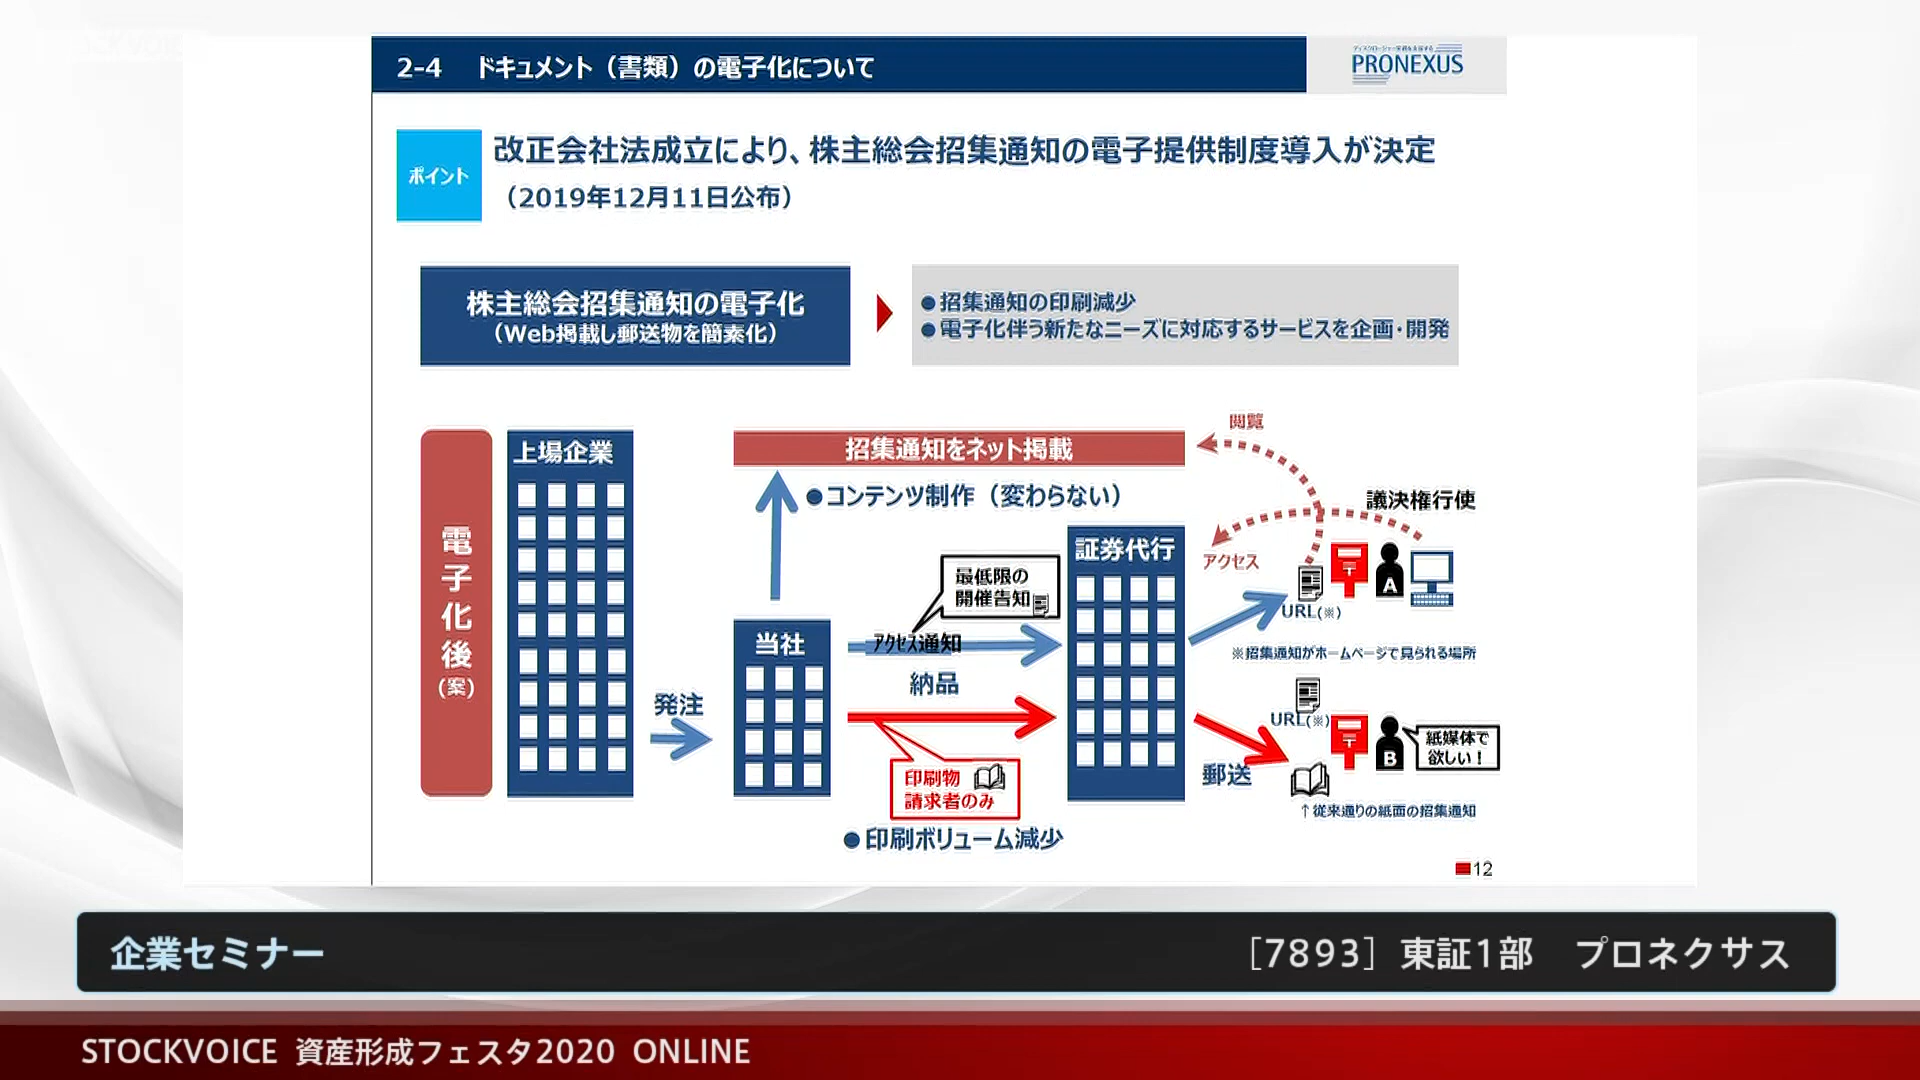 2-4 ドキュメント（書類）の電子化について
PRONEXUS
ポイント
改正会社法成立により、株主総会招集通知の電子提供制度導入が決定
（2019年12月11日公布）
株主総会招集通知の電子化
（Web掲載し郵送物を簡素化）
●招集通知の印刷減少
●電子化伴う新たなニーズに対応するサービスを企画・開発
電子化後
(案)
上場企業
発注
招集通知をネット掲載
●コンテンツ制作（変わらない）
当社
最低限の
開催告知
アクセス通知
納品
印刷物
請求者のみ
●印刷ボリューム減少
証券代行
閲覧
議決権行使
アクセス
A
URL(※)
※招集通知がホームページで見られる場所
URL(※)
B
紙媒体で
欲しい！
郵送
↑従来通りの紙面の招集通知
12
企業セミナー
［7893］東証1部 プロネクサス
STOCKVOICE 資産形成フェスタ2020 ONLINE